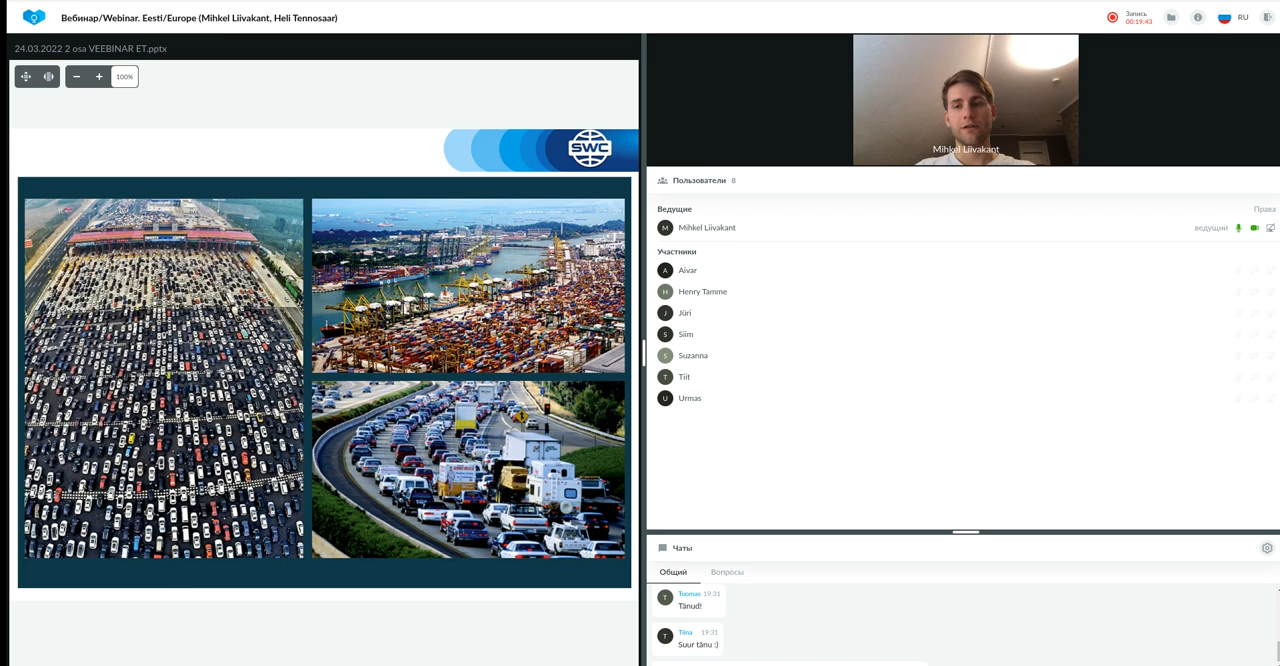 Вебинар/Webinar. Eesti/Europe (Mihkel Liivakant, Heli Tennosaar)
Запись
00:19:43
RU
24.03.2022 2 osa VEEBINAR ET.pptx
100%
SWC
Mihkel Liivakant
Пользователи 8
Ведущие
Права
M
Mihkel Liivakant
ведущий
Участники
A
Aivar
H
Henry Tamme
J
Jüri
S
Siim
S
Suzanna
T
Tiit
U
Urmas
Чаты
Общий
Вопросы
T
Toomas 19:31
Tänud!
T
Tiina 19:31
Suur tänu :)